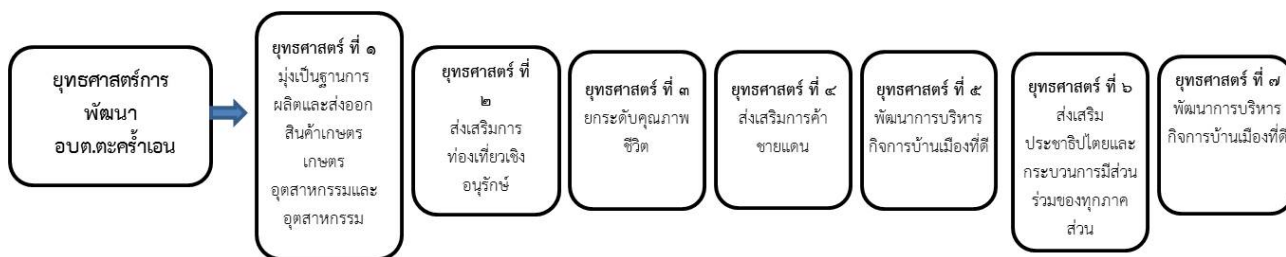 ยุทธศาสตร์การ
พัฒนา
อบต.ตะคร้ำเอน
ยุทธศาสตร์ ที่ ๑
มุ่งเป็นฐานการ
ผลิตและส่งออก
สินค้าเกษตร
เกษตร
อุตสาหกรรมและ
อุตสาหกรรม
ยุทธศาสตร์ ที่
๒
ส่งเสริมการ
ท่องเที่ยวเชิง
อนุรักษ์
ยุทธศาสตร์ ที่ ๓
ยกระดับคุณภาพ
ชีวิต
ยุทธศาสตร์ ที่ ๔
ส่งเสริมการค้า
ชายแดน
ยุทธศาสตร์ ที่ ๕
พัฒนาการบริหาร
กิจการบ้านเมืองที่ดี
ยุทธศาสตร์ ที่ ๖
ส่งเสริม
ประชาธิปไตยและ
กระบวนการมีส่วน
ร่วมของทุกภาค
ส่วน
ยุทธศาสตร์ ที่ ๗
พัฒนาการบริหาร
กิจการบ้านเมืองที่ดี